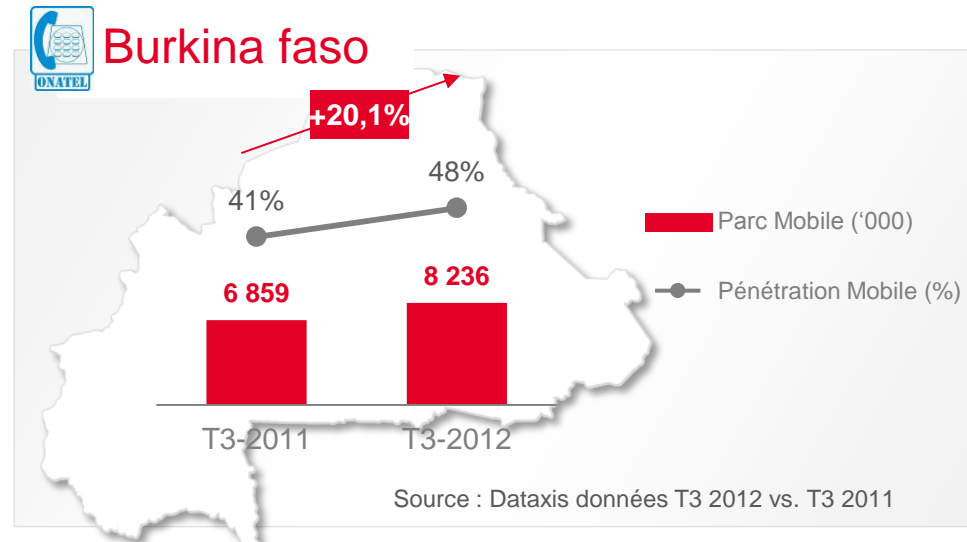 ONATEL
Burkina faso
+20,1%
41%
48%
6 859
8 236
T3-2011
T3-2012
Parc Mobile (‘000)
Pénétration Mobile (%)
Source : Dataxis données T3 2012 vs. T3 2011